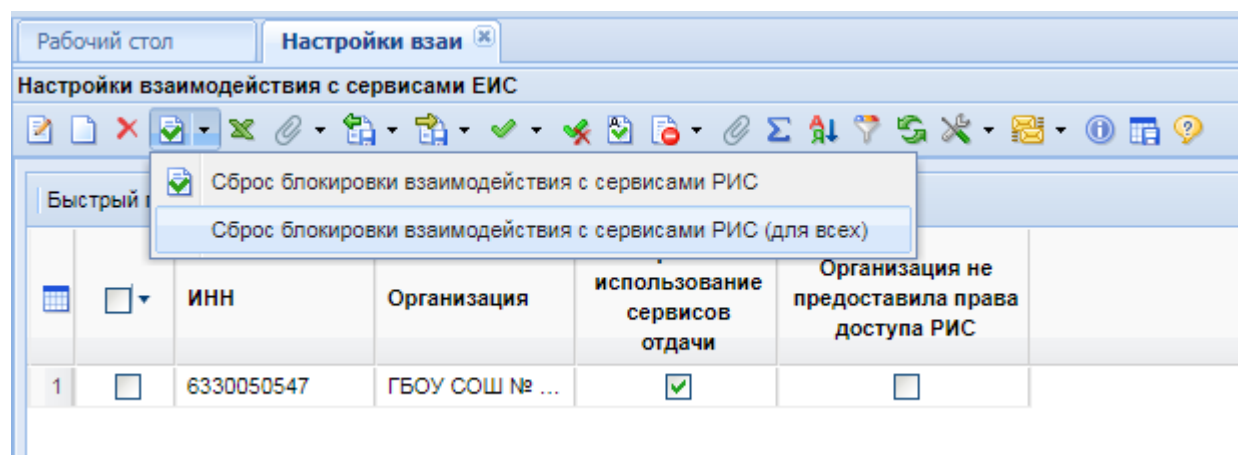 Рабочий стол
Настройки взаи
Настройки взаимодействия с сервисами ЕИС
Сброс блокировки взаимодействия с сервисами РИС
Быстрый
Сброс блокировки взаимодействия с сервисами РИС (для всех)
ИНН
Организация
использование
сервисов
отдачи
Организация не
предоставила права
доступа РИС
1
6330050547
ГБОУ СОШ № ...